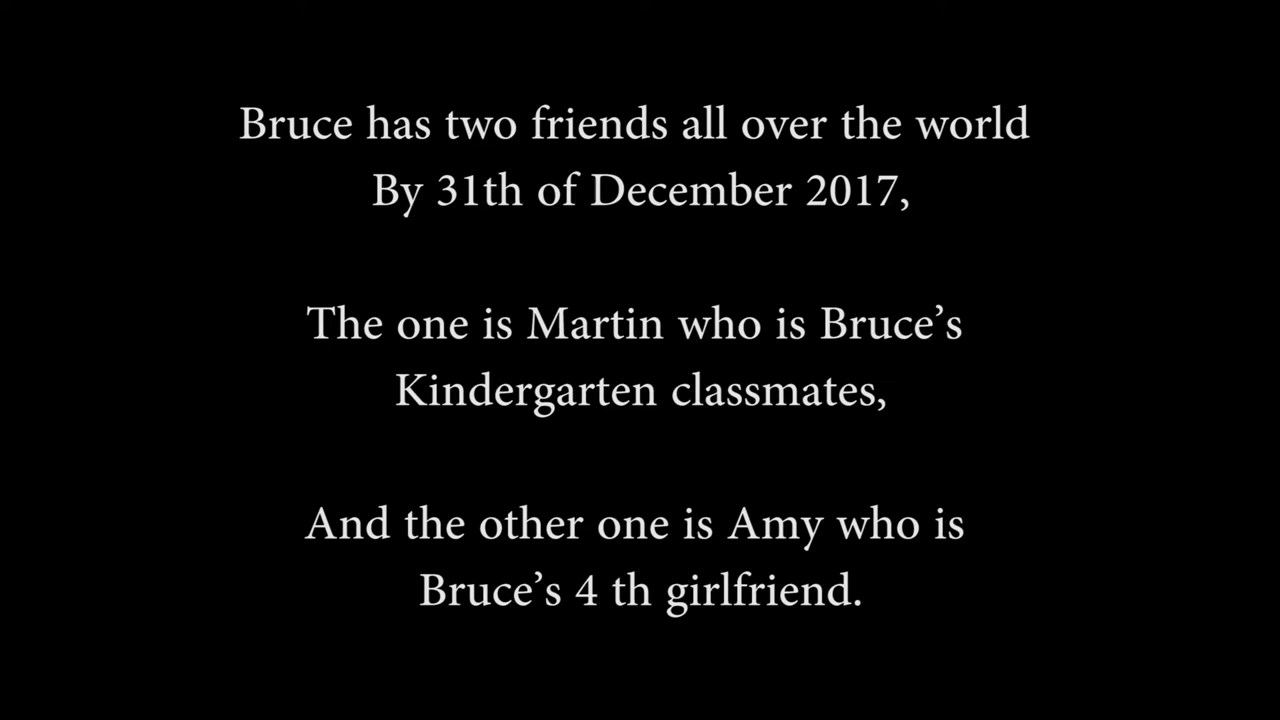 Bruce has two friends all over the world
By 31th of December 2017,
The one is Martin who is Bruce’s
Kindergarten classmates,
And the other one is Amy who is
Bruce’s 4 th girlfriend.